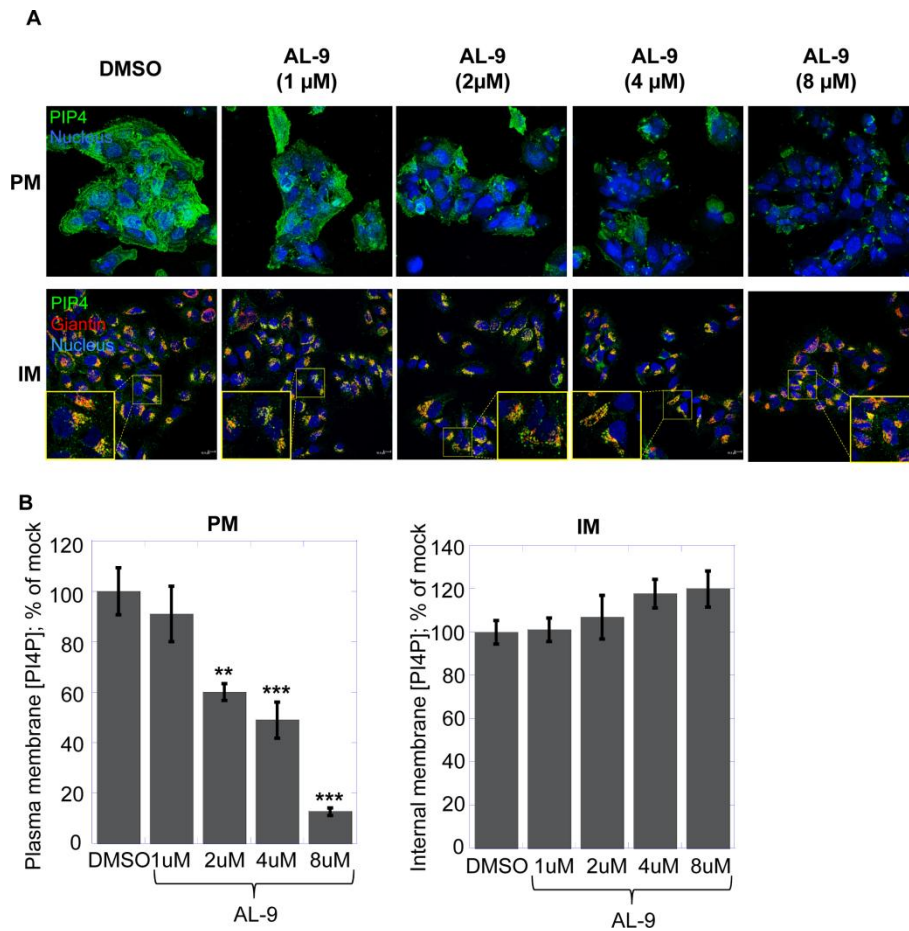 A
DMSO
AL-9
(1 µM)
AL-9
(2µM)
AL-9
(4 µM)
AL-9
(8 µM)
PM
PIP4
Nucleus
IM
PIP4
Giantin
Nucleus
B
PM
Plasma membrane [PI4P]; % of mock
120
100
80
60
40
20
0
**
***
***
DMSO 1uM 2uM 4uM 8uM
AL-9
IM
Internal membrane [PI4P]; % of mock
140
120
100
80
60
40
20
0
DMSO 1uM 2uM 4uM 8uM
AL-9